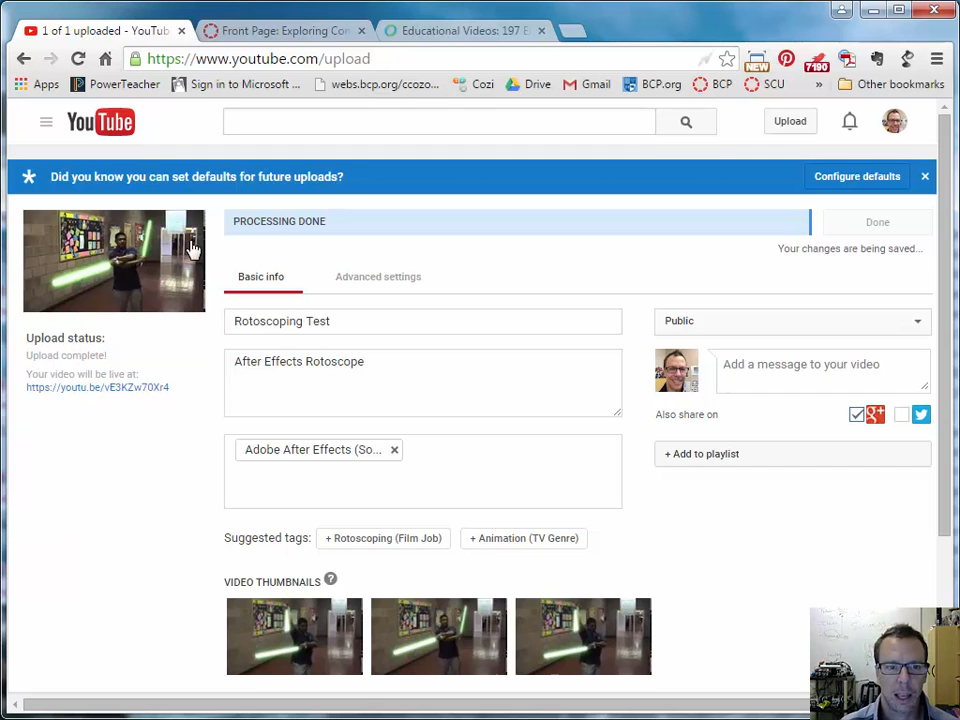 1 of 1 uploaded - YouTub
Front Page: Exploring Con
Educational Videos: 197 E
https://www.youtube.com/upload
NEW
7190
Apps
PowerTeacher
Sign in to Microsoft ...
webs.bcp.org/ccozo...
Cozi
Drive
Gmail
BCP.org
BCP
SCU
»
Other bookmarks
YouTube
Upload
Did you know you can set defaults for future uploads?
Configure defaults
PROCESSING DONE
Done
Your changes are being saved...
Basic info
Advanced settings
Rotoscoping Test
Public
After Effects Rotoscope
Add a message to your video
Upload status:
Upload complete!
Your video will be live at:
https://youtu.be/vE3KZw70Xr4
Also share on
Adobe After Effects (So...
+ Add to playlist
Suggested tags:
+ Rotoscoping (Film Job)
+ Animation (TV Genre)
VIDEO THUMBNAILS ?